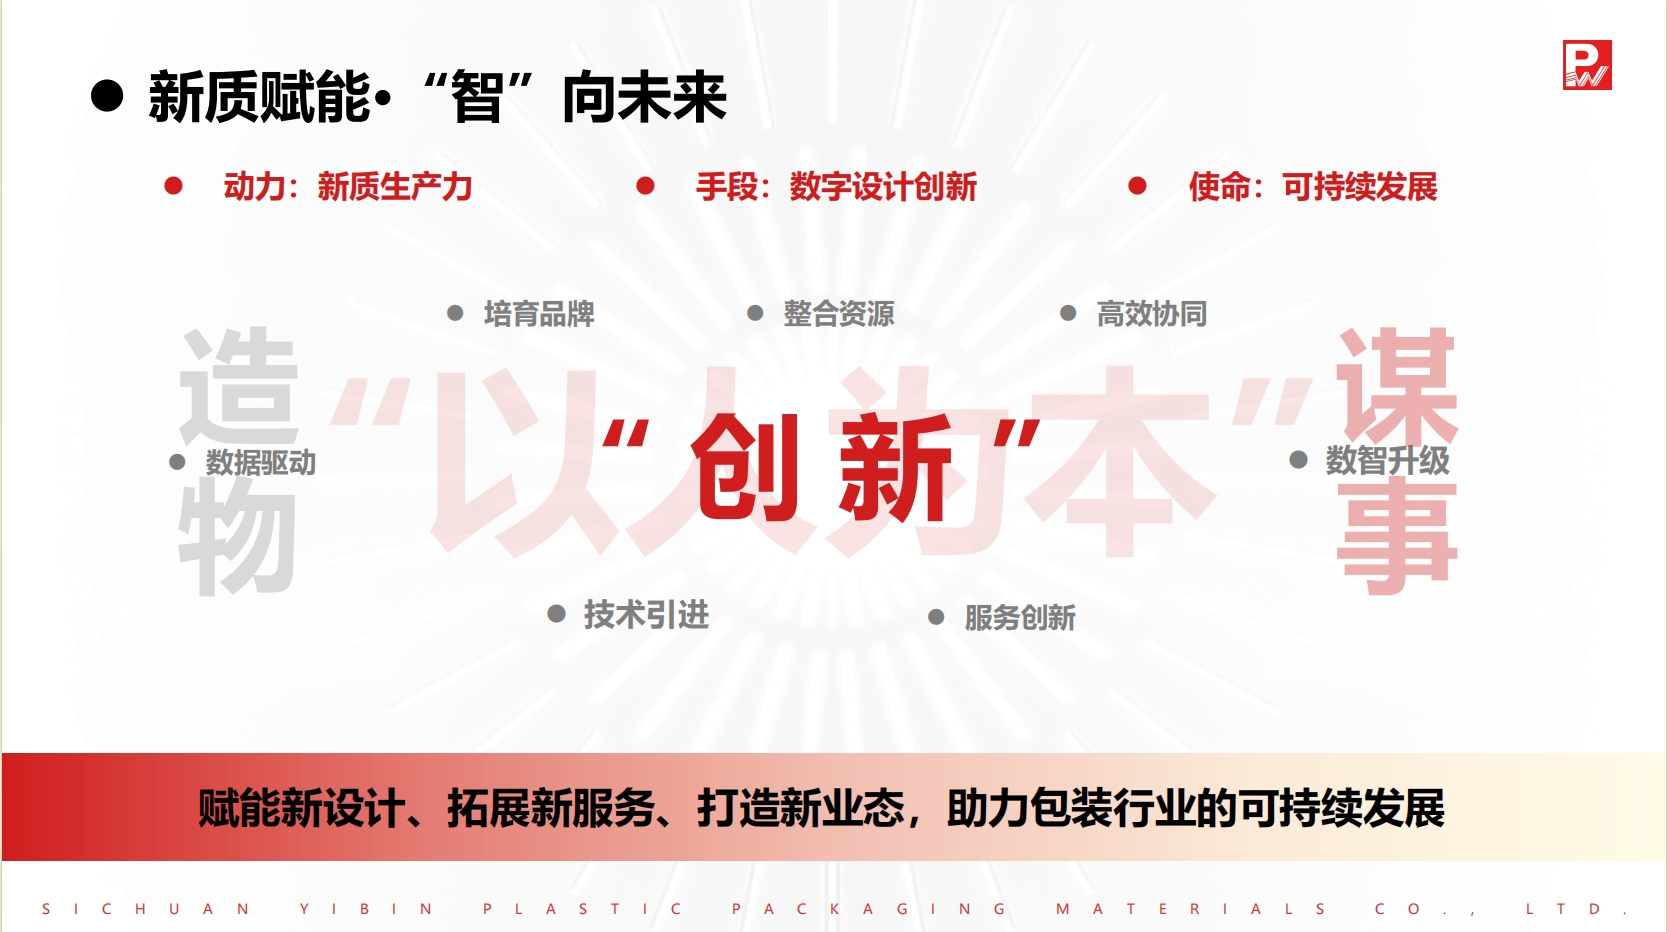 ● 新质赋能•“智”向未来
● 动力：新质生产力 ● 手段：数字设计创新 ● 使命：可持续发展
● 培育品牌 ● 整合资源 ● 高效协同
造物
谋事
“以人为本”
“创新”
● 数据驱动 ● 数智升级
● 技术引进 ● 服务创新
赋能新设计、拓展新服务、打造新业态，助力包装行业的可持续发展
SICHUAN YIBIN PLASTIC PACKAGING MATERIALS CO., LTD.
PW